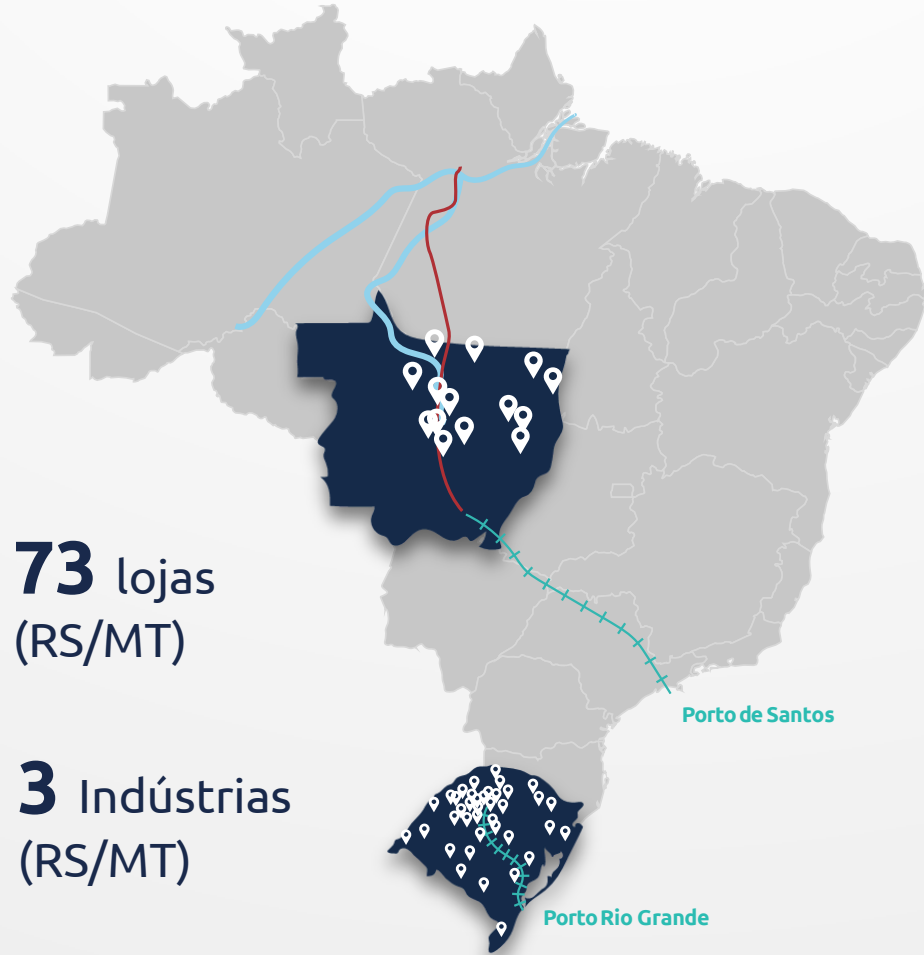 73 lojas
(RS/MT)
Porto de Santos
3 Indústrias
(RS/MT)
Porto Rio Grande